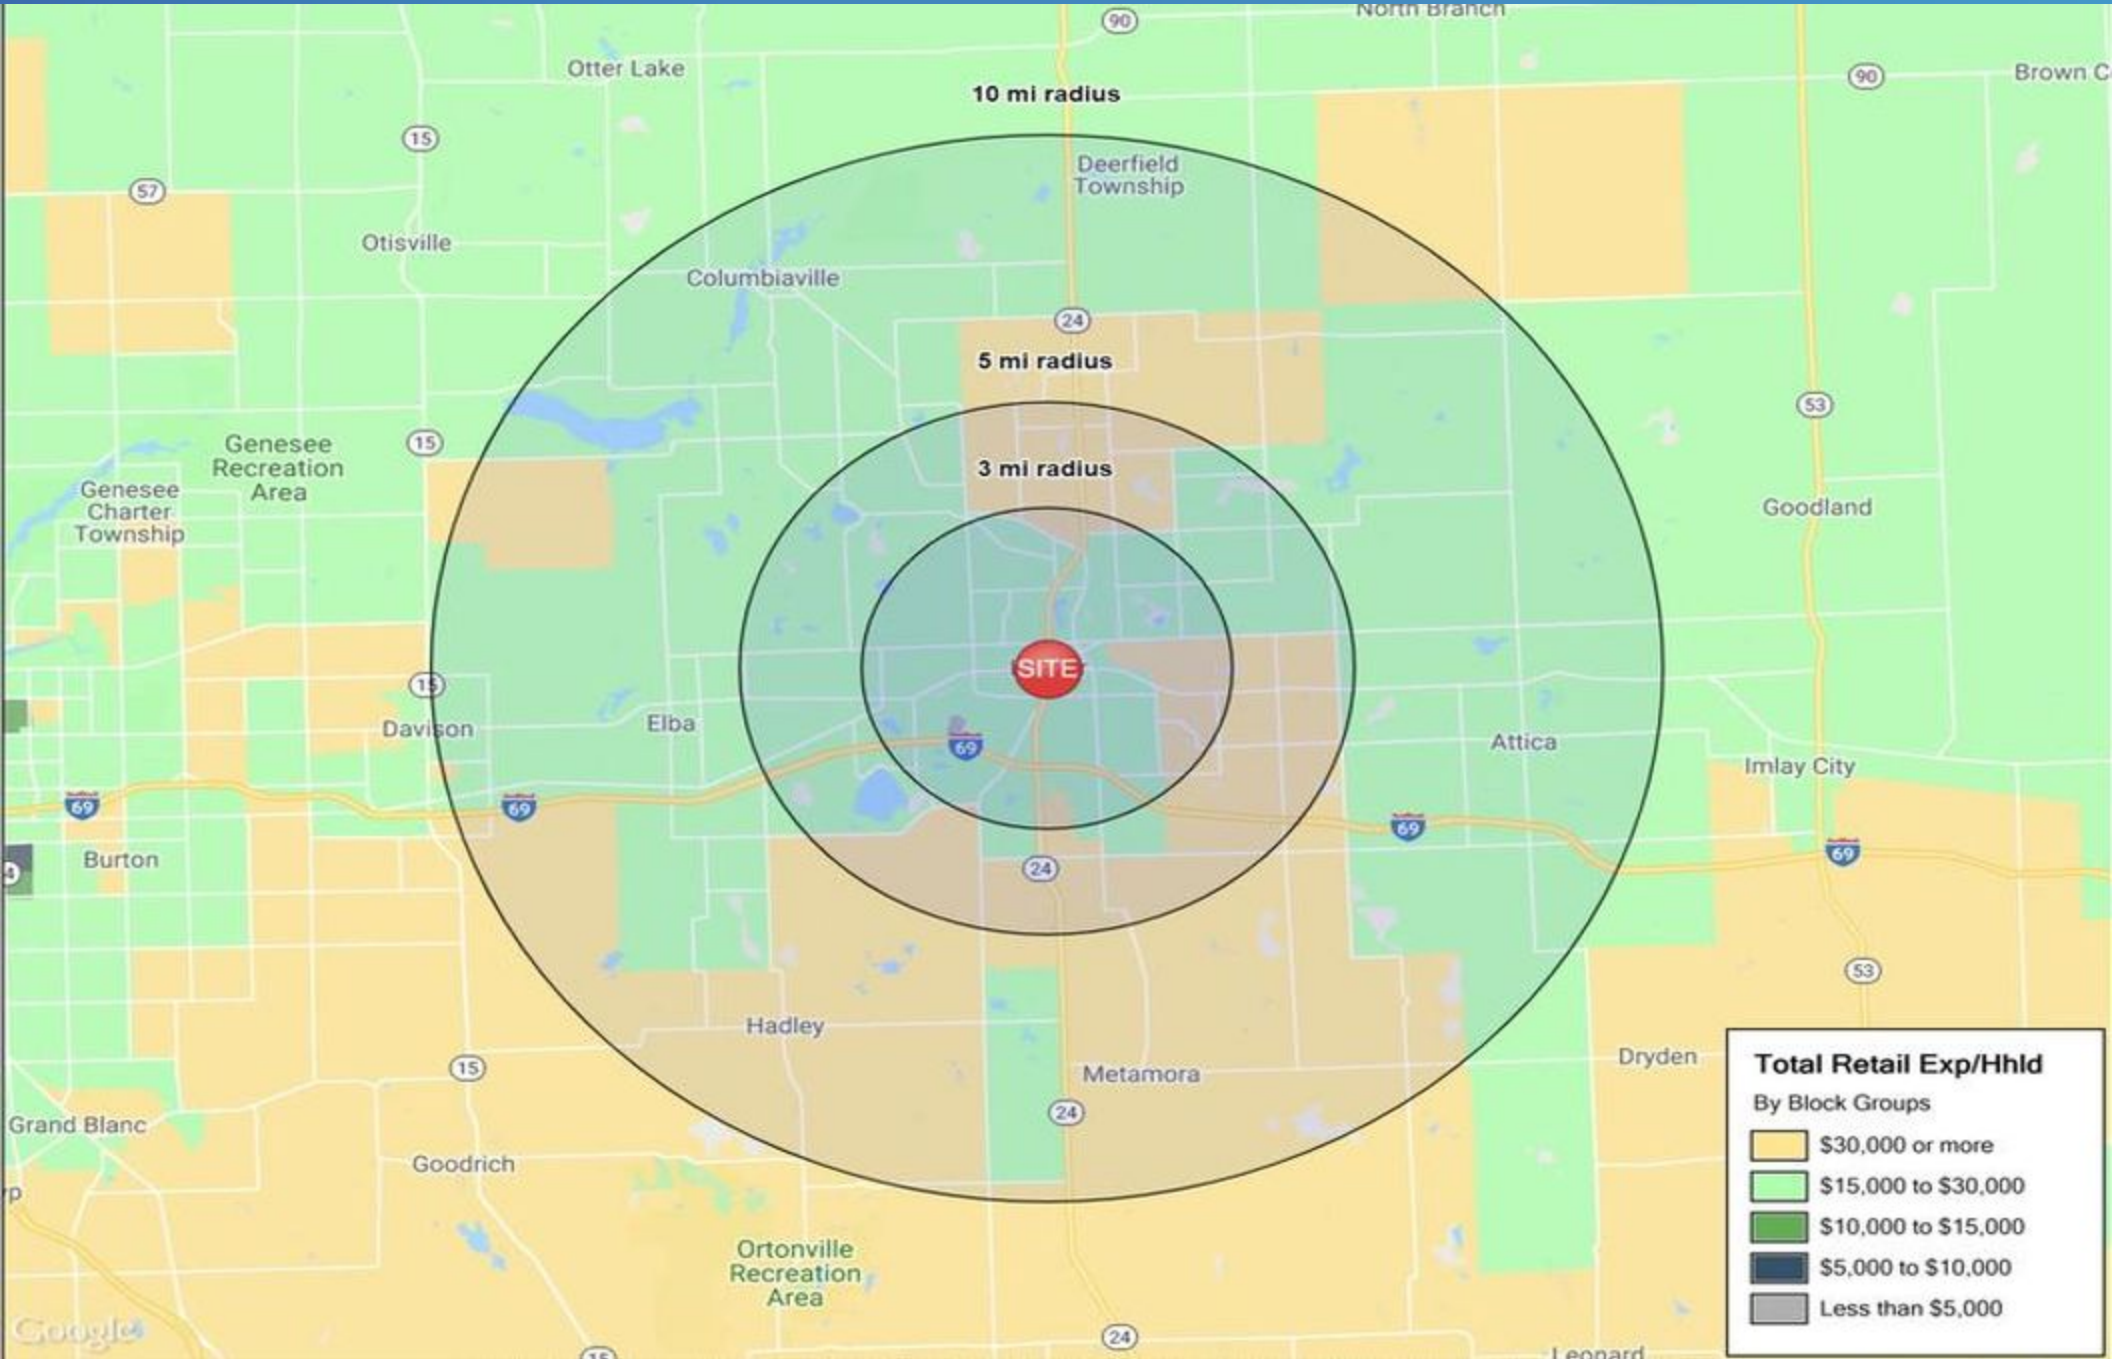 North Branch
90
Otter Lake
90
Brown C
10 mi radius
15
Deerfield
Township
57
Otisville
Columbiaville
24
5 mi radius
53
15
Genesee
Recreation
Area
3 mi radius
Genesee
Charter
Township
Goodland
SITE
15
Davison
Elba
69
Attica
Imlay City
69
69
69
69
Burton
4
24
53
Hadley
15
Metamora
Dryden
24
Grand Blanc
Goodrich
yp
Ortonville
Recreation
Area
Google
24
15
Leonard
Total Retail Exp/Hhld
By Block Groups
$30,000 or more
$15,000 to $30,000
$10,000 to $15,000
$5,000 to $10,000
Less than $5,000